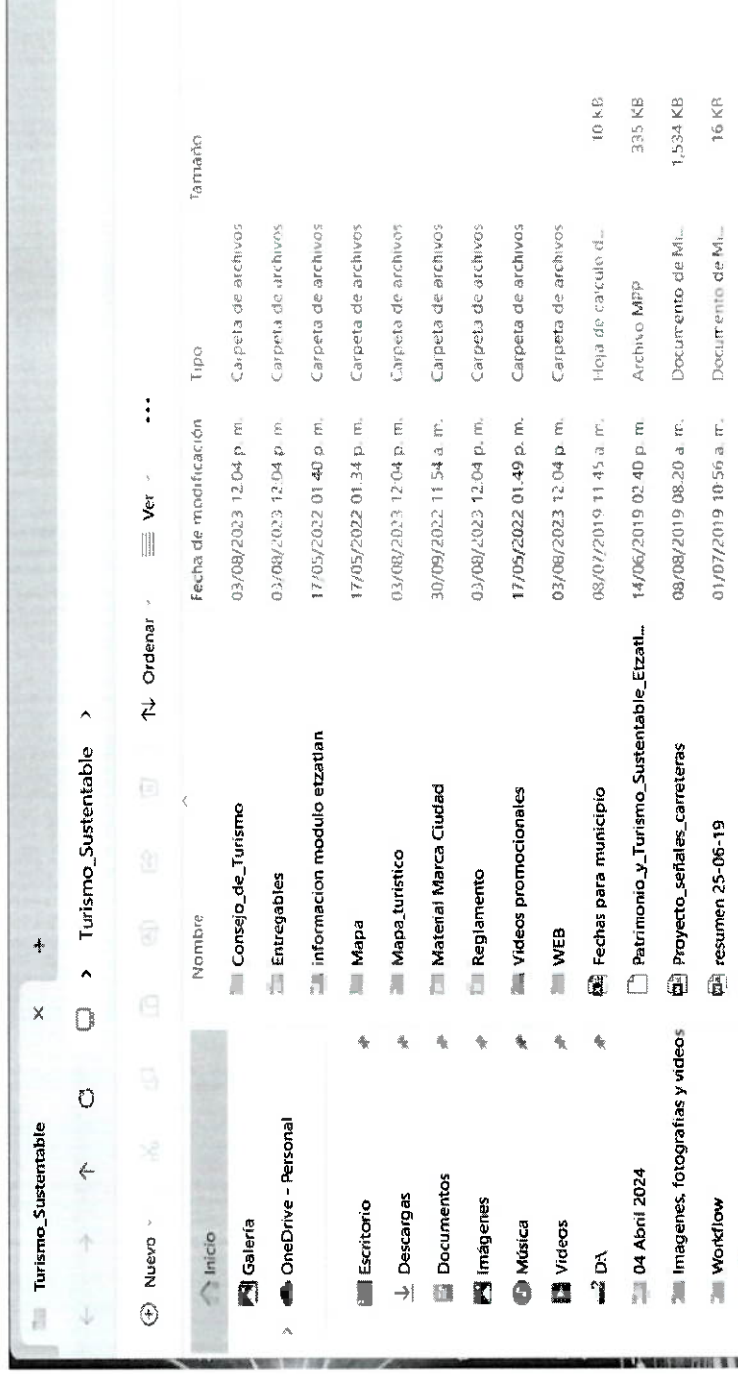 Turismo_Sustentable × +
> Turismo_Sustentable >
Nuevo Ordenar Ver ...
Inicio
Galería
OneDrive - Personal
Escritorio
Descargas
Documentos
Imágenes
Música
Videos
D:\
04 Abril 2024
Imagenes, fotografias y videos
Workflow
Nombre Fecha de modificación Tipo Tamaño
Consejo_de_Turismo 03/08/2023 12:04 p. m. Carpeta de archivos
Entregables 03/08/2023 12:04 p. m. Carpeta de archivos
informacion modulo etzatlan 17/05/2022 01:40 p. m. Carpeta de archivos
Mapa 17/05/2022 01:34 p. m. Carpeta de archivos
Mapa_turistico 03/08/2023 12:04 p. m. Carpeta de archivos
Material Marca Ciudad 30/09/2022 11:54 a. m. Carpeta de archivos
Reglamento 03/08/2023 12:04 p. m. Carpeta de archivos
Videos promocionales 17/05/2022 01:49 p. m. Carpeta de archivos
WEB 03/08/2023 12:04 p. m. Carpeta de archivos
Fechas para municipio 08/07/2019 11:45 a. m. Hoja de cálculo d... 10 KB
Patrimonio_y_Turismo_Sustentable_Etzatl... 14/06/2019 02:40 p. m. Archivo MPP 335 KB
Proyecto_señales_carreteras 08/08/2019 08:20 a. m. Documento de Mi... 1,534 KB
resumen 25-06-19 01/07/2019 10:56 a. m. Documento de Mi... 16 KB